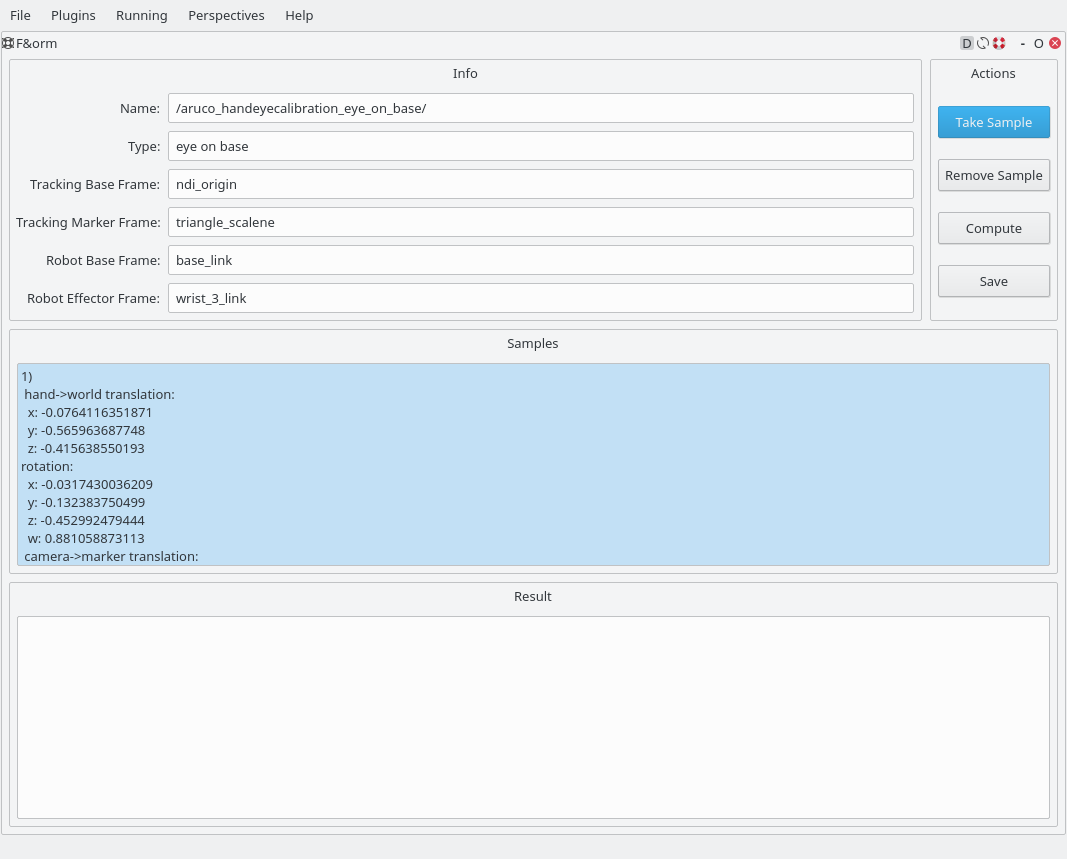 File Plugins Running Perspectives Help
F&orm D - O
Info
Name: /aruco_handeyecalibration_eye_on_base/
Type: eye on base
Tracking Base Frame: ndi_origin
Tracking Marker Frame: triangle_scalene
Robot Base Frame: base_link
Robot Effector Frame: wrist_3_link
Actions
Take Sample
Remove Sample
Compute
Save
Samples
1)
hand->world translation:
x: -0.0764116351871
y: -0.565963687748
z: -0.415638550193
rotation:
x: -0.0317430036209
y: -0.132383750499
z: -0.452992479444
w: 0.881058873113
camera->marker translation:
Result